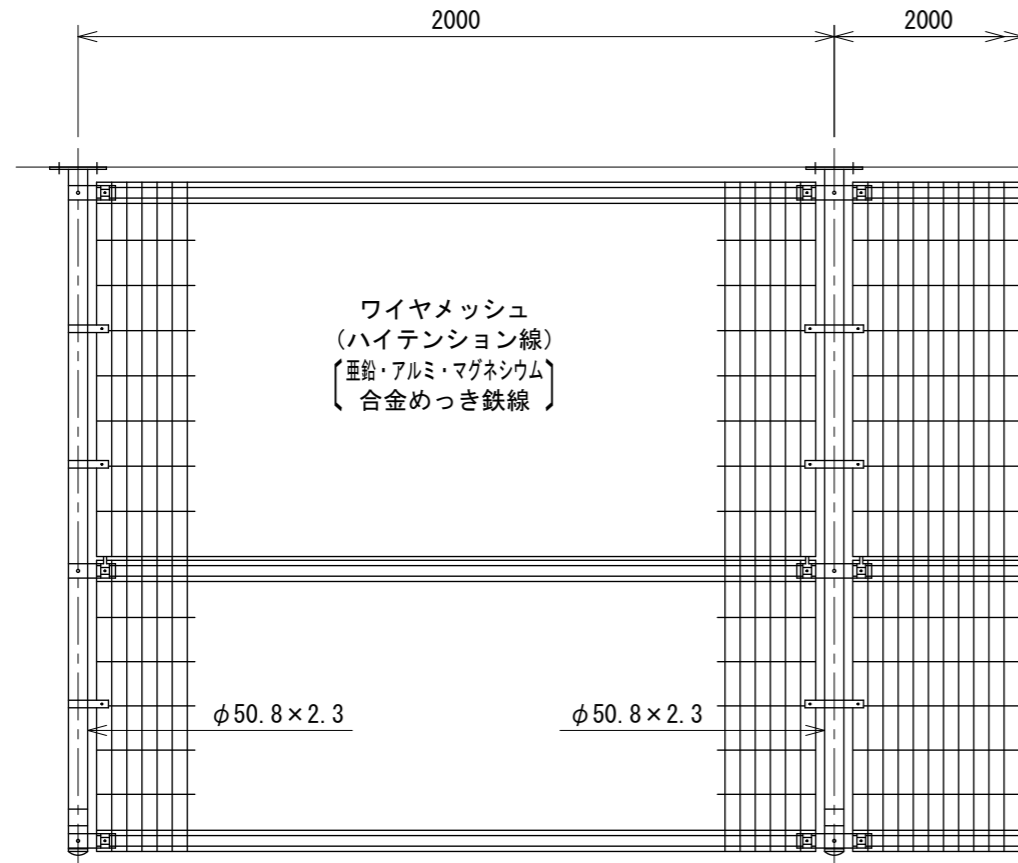 2000
2000
ワイヤメッシュ
(ハイテンション線)
亜鉛・アルミ・マグネシウム
合金めっき鉄線
φ50.8×2.3
φ50.8×2.3